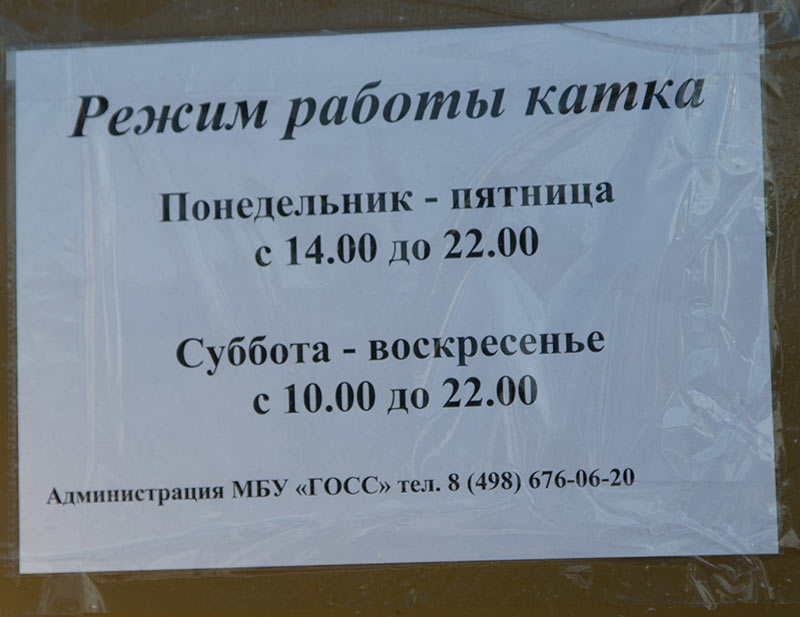 Режим работы катка
Понедельник - пятница
с 14.00 до 22.00
Суббота - воскресенье
с 10.00 до 22.00
Администрация МБУ «ГОСС» тел. 8 (498) 676-06-20